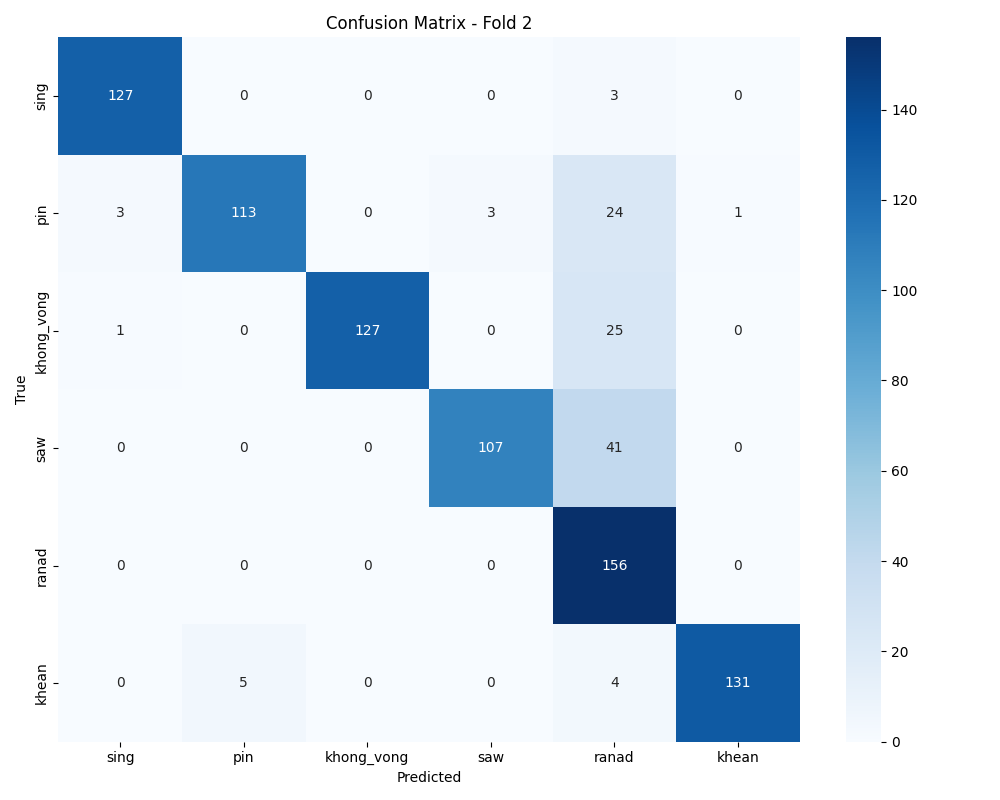 Confusion Matrix - Fold 2
sing 127 0 0 0 3 0
pin 3 113 0 3 24 1
khong_vong 1 0 127 0 25 0
saw 0 0 0 107 41 0
ranad 0 0 0 0 156 0
khean 0 5 0 0 4 131
True
sing pin khong_vong saw ranad khean
Predicted
140
120
100
80
60
40
20
0